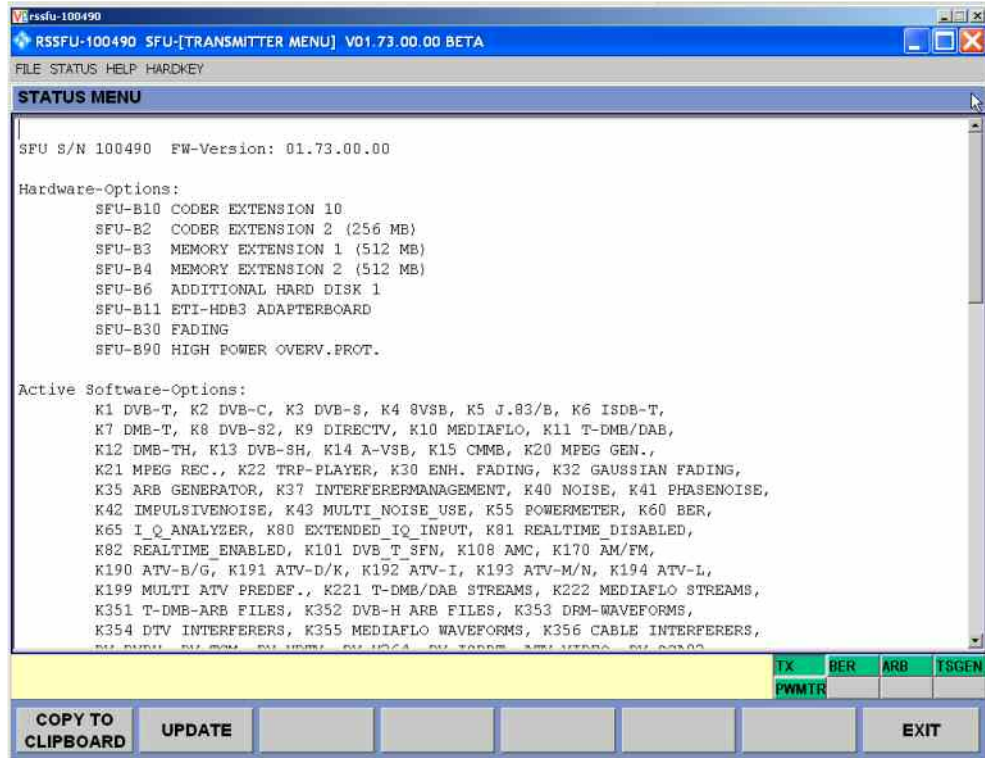 rssfu-100490
RSSFU-100490 SFU-[TRANSMITTER MENU] V01.73.00.00 BETA
FILE STATUS HELP HARDKEY
STATUS MENU
SFU S/N 100490 FW-Version: 01.73.00.00
Hardware-Options:
SFU-B10 CODER EXTENSION 10
SFU-B2 CODER EXTENSION 2 (256 MB)
SFU-B3 MEMORY EXTENSION 1 (512 MB)
SFU-B4 MEMORY EXTENSION 2 (512 MB)
SFU-B6 ADDITIONAL HARD DISK 1
SFU-B11 ETI-HDB3 ADAPTERBOARD
SFU-B30 FADING
SFU-B90 HIGH POWER OVERV.PROT.
Active Software-Options:
K1 DVB-T, K2 DVB-C, K3 DVB-S, K4 8VSB, K5 J.83/B, K6 ISDB-T,
K7 DMB-T, K8 DVB-S2, K9 DIRECTV, K10 MEDIAFLO, K11 T-DMB/DAB,
K12 DMB-TH, K13 DVB-SH, K14 A-VSB, K15 CMMB, K20 MPEG GEN.,
K21 MPEG REC., K22 TRP-PLAYER, K30 ENH. FADING, K32 GAUSSIAN FADING,
K35 ARB GENERATOR, K37 INTERFERERMANAGEMENT, K40 NOISE, K41 PHASENOISE,
K42 IMPULSIVENOISE, K43 MULTI_NOISE_USE, K55 POWERMETER, K60 BER,
K65 I_Q_ANALYZER, K80 EXTENDED_IQ_INPUT, K81 REALTIME_DISABLED,
K82 REALTIME_ENABLED, K101 DVB_T_SFN, K108 AMC, K170 AM/FM,
K190 ATV-B/G, K191 ATV-D/K, K192 ATV-I, K193 ATV-M/N, K194 ATV-L,
K199 MULTI ATV PREDEF., K221 T-DMB/DAB STREAMS, K222 MEDIAFLO STREAMS,
K351 T-DMB-ARB FILES, K352 DVB-H ARB FILES, K353 DRM-WAVEFORMS,
K354 DTV INTERFERERS, K355 MEDIAFLO WAVEFORMS, K356 CABLE INTERFERERS,
TX BER ARB TSGEN
PWMTR
COPY TO CLIPBOARD UPDATE EXIT